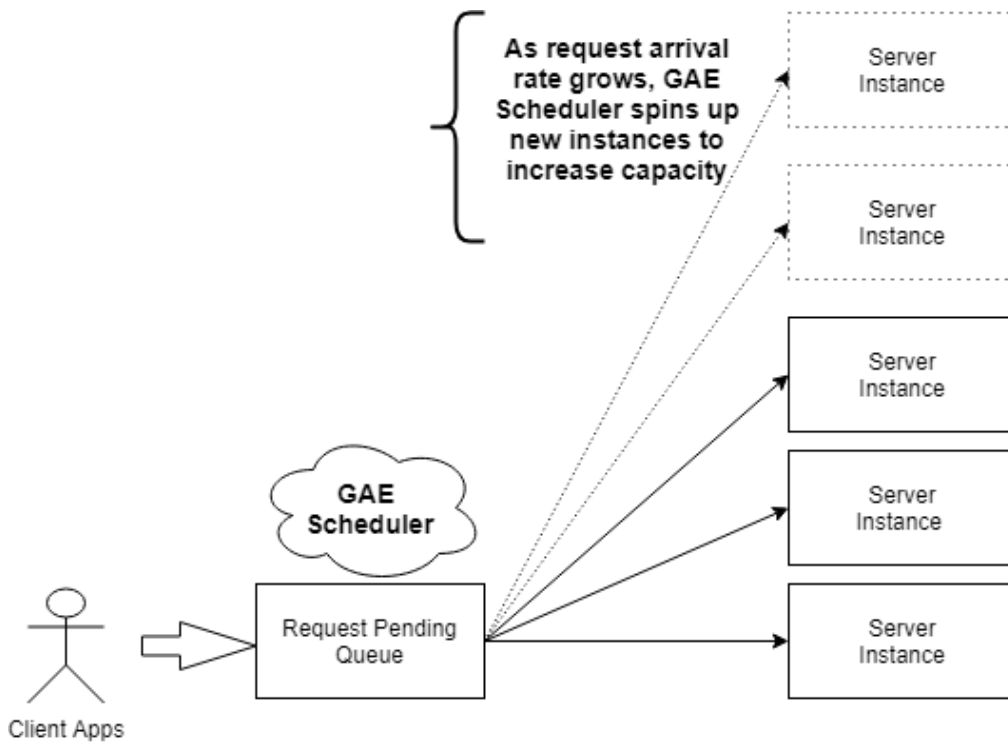 As request arrival
rate grows, GAE
Scheduler spins up
new instances to
increase capacity
Server
Instance
Server
Instance
Server
Instance
Server
Instance
Server
Instance
GAE
Scheduler
Request Pending
Queue
Client Apps